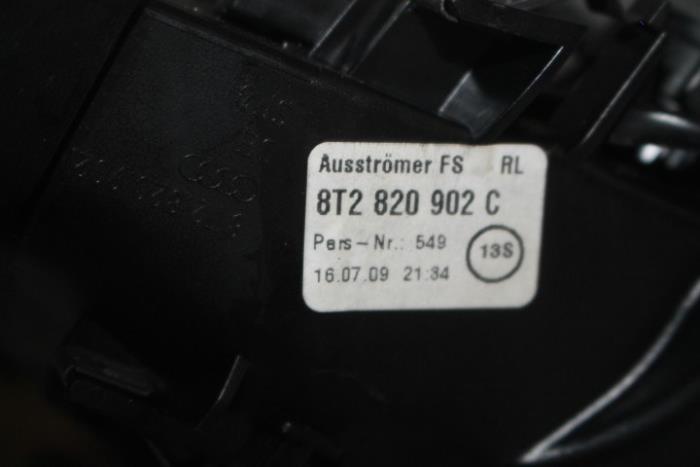 Ausströmer FS RL
8T2 820 902 C
Pers-Nr.: 549
13S
16.07.09 21:34